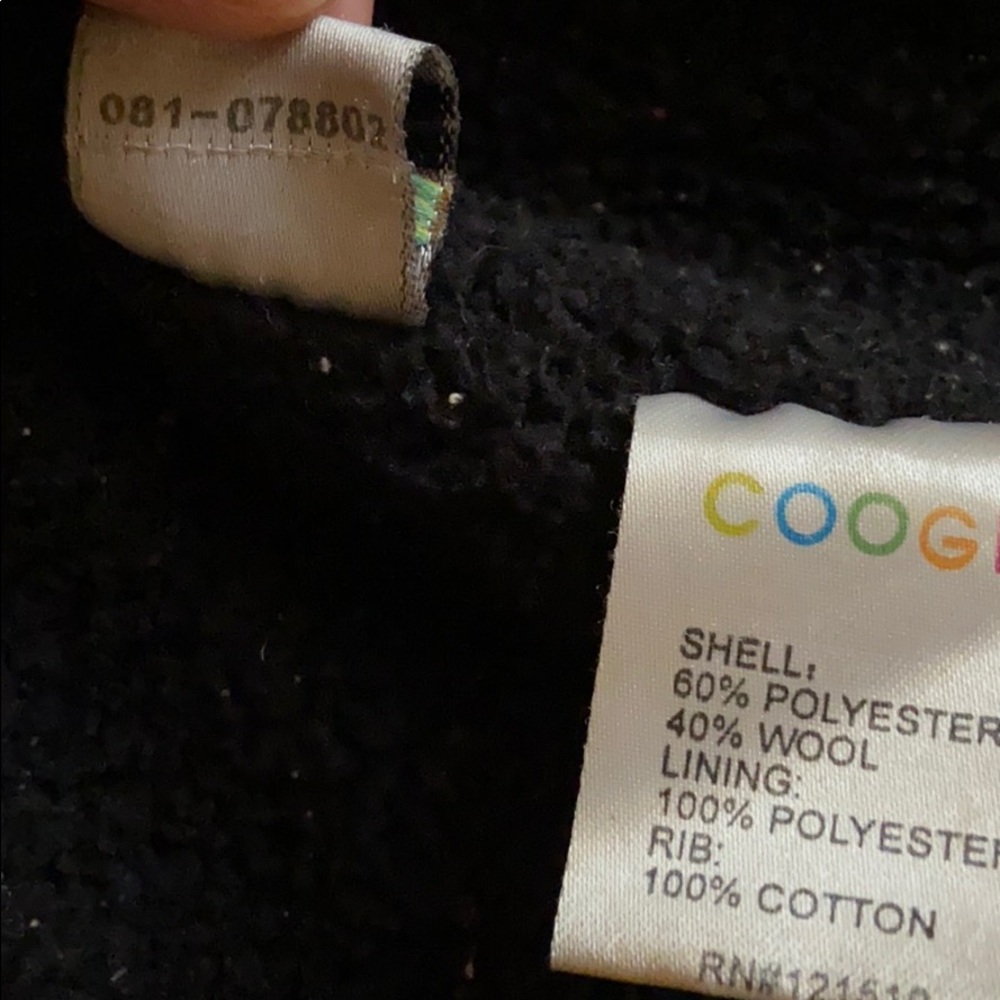 081-078802
COOG
SHELL:
60% POLYESTER
40% WOOL
LINING:
100% POLYESTER
RIB:
100% COTTON